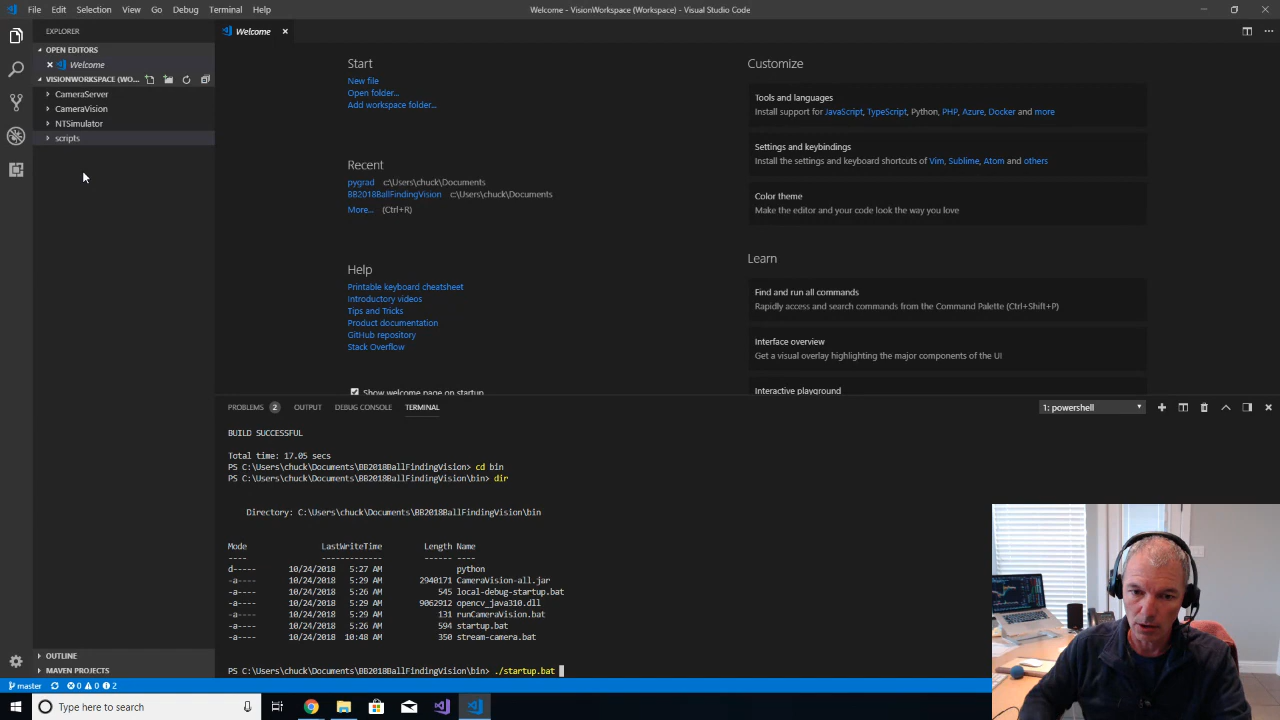 File Edit Selection View Go Debug Terminal Help
Welcome - VisionWorkspace (Workspace) - Visual Studio Code
EXPLORER
OPEN EDITORS
Welcome
VISIONWORKSPACE (WO...
CameraServer
CameraVision
NTSimulator
scripts
OUTLINE
MAVEN PROJECTS
Welcome
Start
New file
Open folder...
Add workspace folder...
Recent
pygrad c:\Users\chuck\Documents
BB2018BallFindingVision c:\Users\chuck\Documents
More... (Ctrl+R)
Help
Printable keyboard cheatsheet
Introductory videos
Tips and Tricks
Product documentation
GitHub repository
Stack Overflow
Show welcome page on startup
Customize
Tools and languages
Install support for JavaScript, TypeScript, Python, PHP, Azure, Docker and more
Settings and keybindings
Install the settings and keyboard shortcuts of Vim, Sublime, Atom and others
Color theme
Make the editor and your code look the way you love
Learn
Find and run all commands
Rapidly access and search commands from the Command Palette (Ctrl+Shift+P)
Interface overview
Get a visual overlay highlighting the major components of the UI
Interactive playground
PROBLEMS 2 OUTPUT DEBUG CONSOLE TERMINAL
1: powershell
BUILD SUCCESSFUL
Total time: 17.05 secs
PS C:\Users\chuck\Documents\BB2018BallFindingVision> cd bin
PS C:\Users\chuck\Documents\BB2018BallFindingVision\bin> dir
Directory: C:\Users\chuck\Documents\BB2018BallFindingVision\bin
Mode LastWriteTime Length Name
---- ------------- ------ ----
d----- 10/24/2018 5:27 AM python
-a---- 10/24/2018 5:29 AM 2940171 CameraVision-all.jar
-a---- 10/24/2018 5:26 AM 545 local-debug-startup.bat
-a---- 10/24/2018 5:29 AM 9062912 opencv_java310.dll
-a---- 10/24/2018 5:29 AM 131 runCameraVision.bat
-a---- 10/24/2018 5:26 AM 594 startup.bat
-a---- 10/24/2018 10:48 AM 350 stream-camera.bat
PS C:\Users\chuck\Documents\BB2018BallFindingVision\bin> ./startup.bat
master 0 0 2
Type here to search